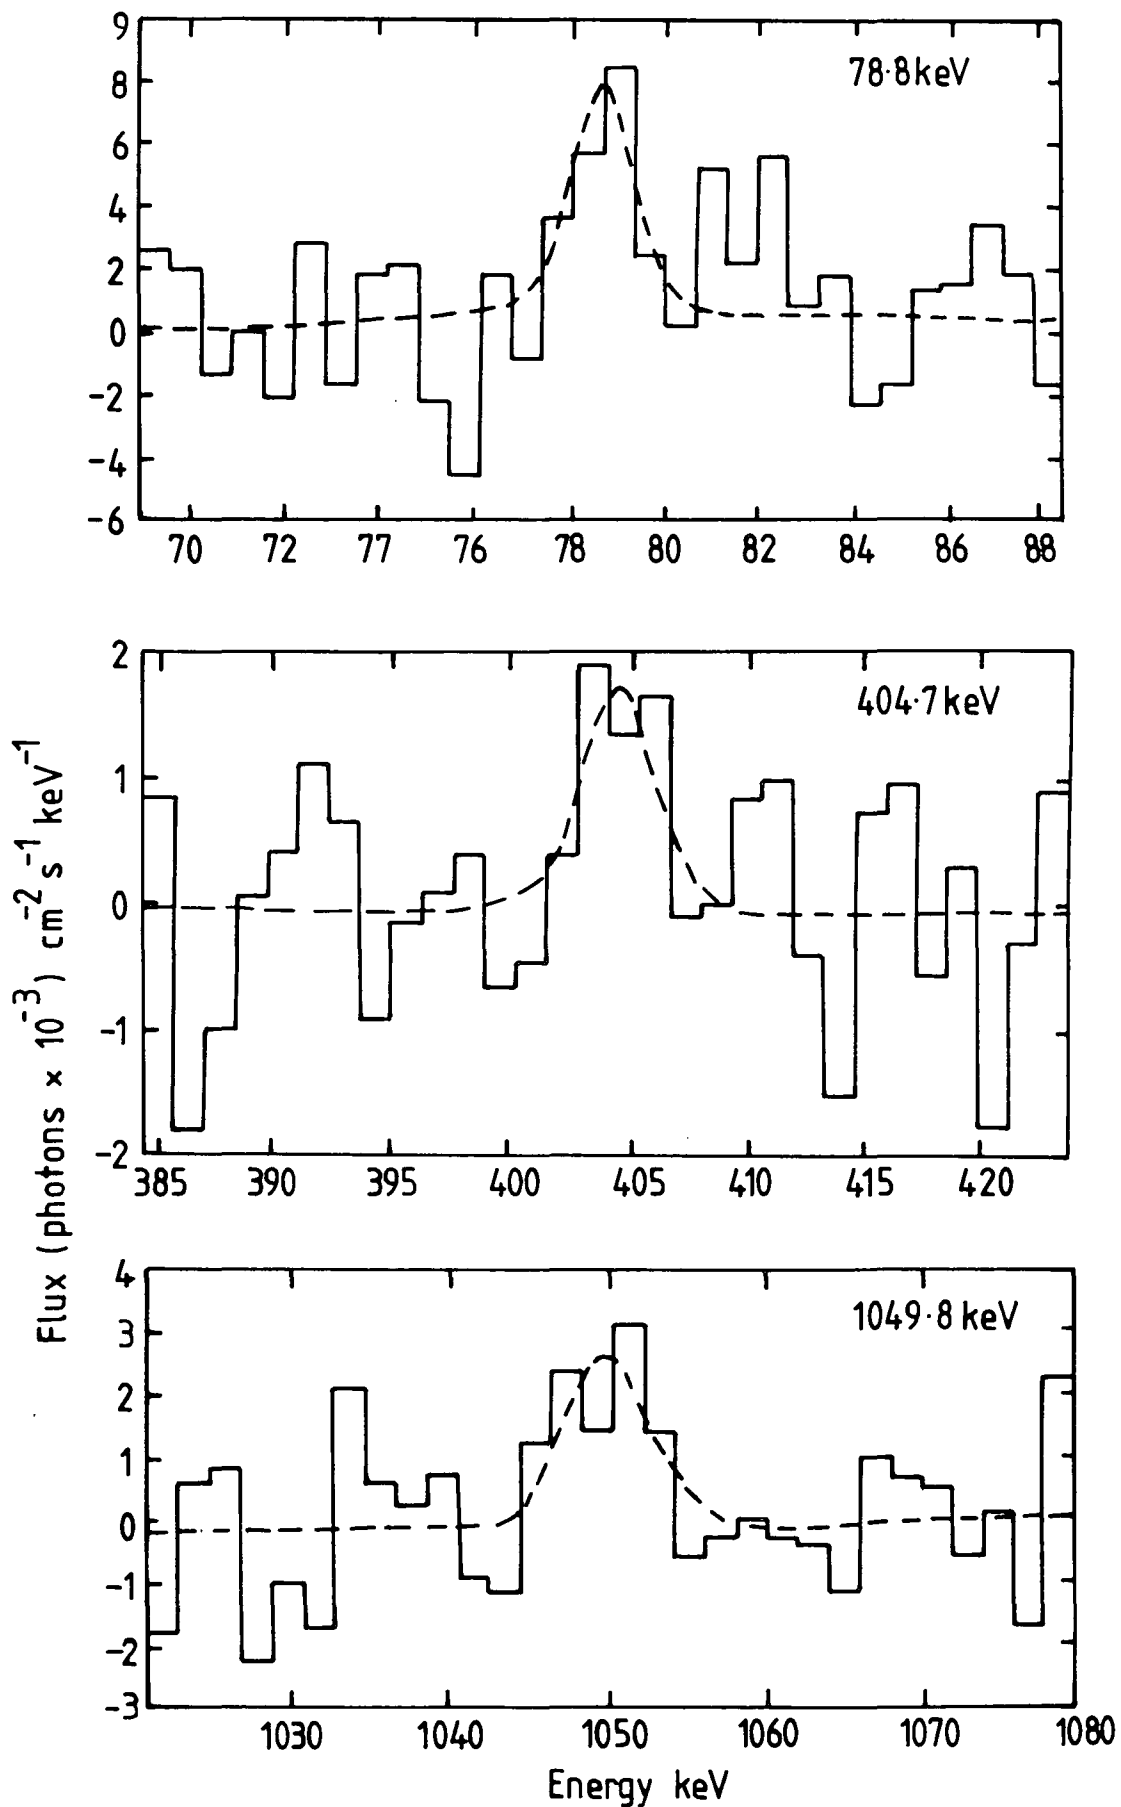 9
8
6
4
2
0
-2
-4
-6
78·8keV
70 72 77 76 78 80 82 84 86 88
2
1
0
-1
-2
404·7keV
385 390 395 400 405 410 415 420
Flux (photons × 10⁻³) cm⁻² s⁻¹ keV⁻¹
4
3
2
1
0
-1
-2
-3
1049·8keV
1030 1040 1050 1060 1070 1080
Energy keV